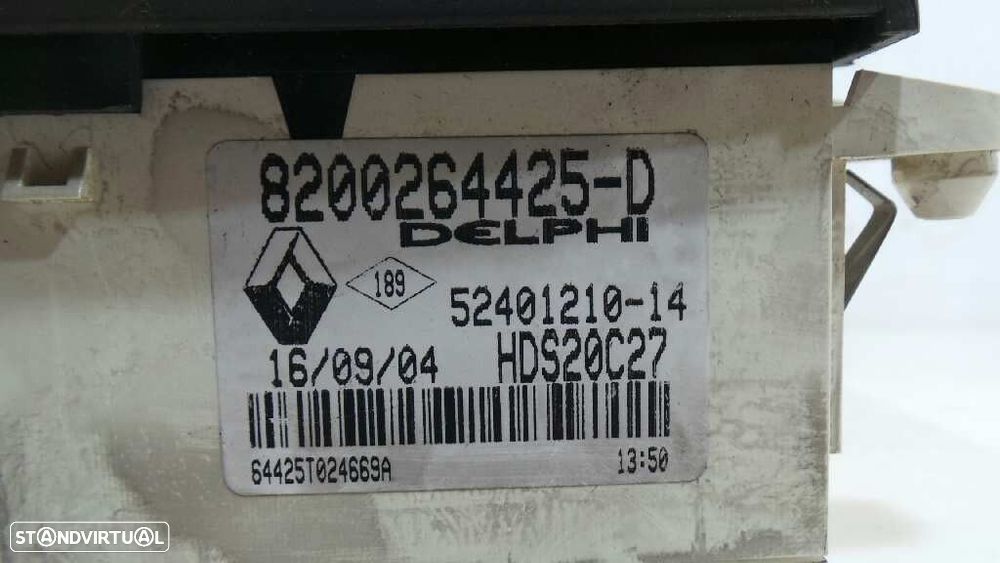 8200264425-D
DELPHI
189
52401210-14
16/09/04 HDS20C27
64425T024669A 13:50
STANDVIRTUAL